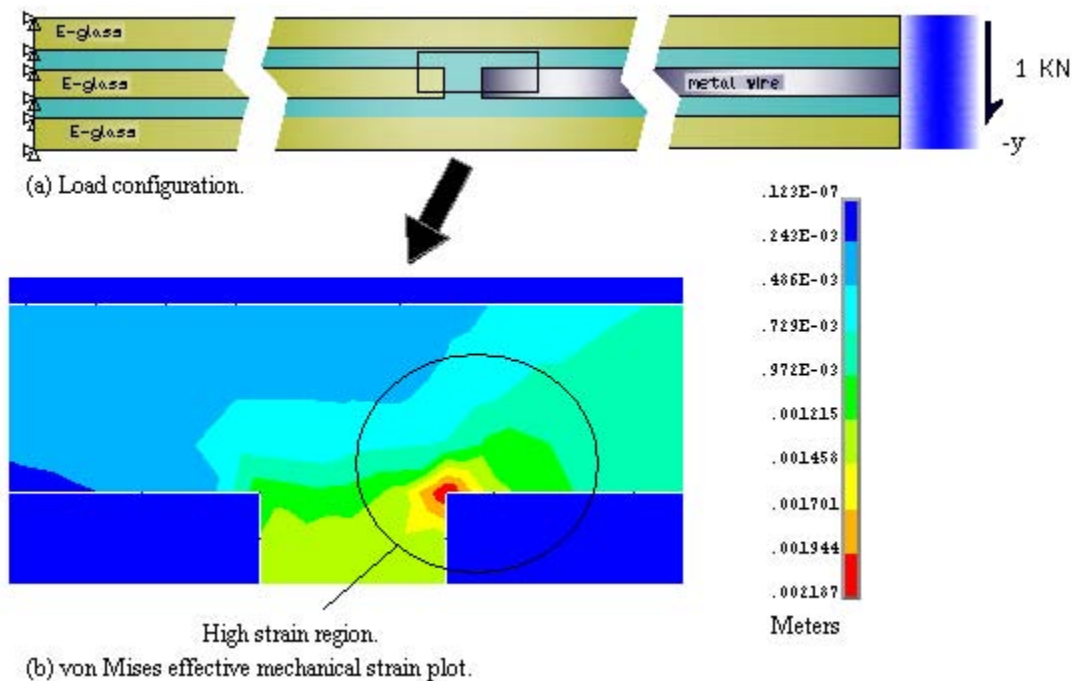 E-glass
E-glass
metal wire
1 KN
E-glass
-y
(a) Load configuration.
.123E-07
.243E-03
.486E-03
.729E-03
.972E-03
.001215
.001458
.001701
.001944
.002187
Meters
High strain region.
(b) von Mises effective mechanical strain plot.